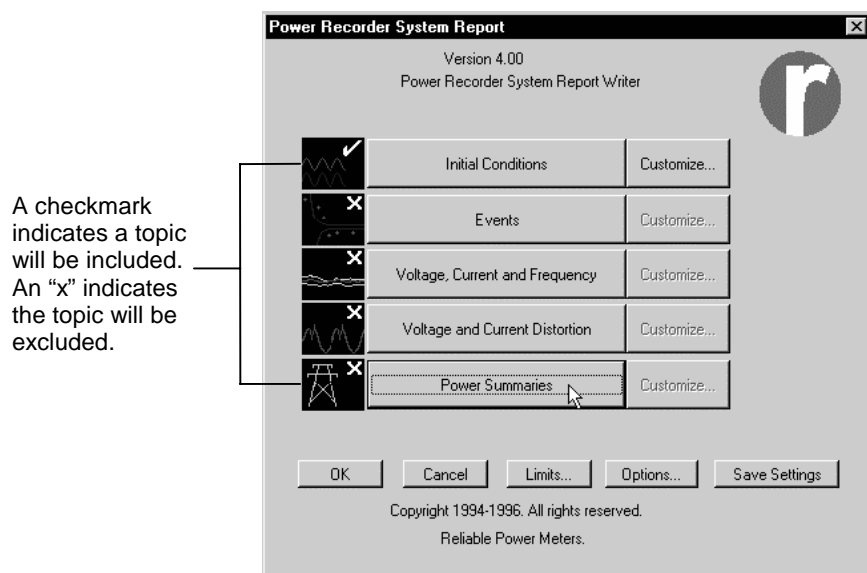 Power Recorder System Report
Version 4.00
Power Recorder System Report Writer
r
A checkmark
indicates a topic
will be included.
An “x” indicates
the topic will be
excluded.
Initial Conditions Customize...
Events Customize...
Voltage, Current and Frequency Customize...
Voltage and Current Distortion Customize...
Power Summaries Customize...
OK Cancel Limits... Options... Save Settings
Copyright 1994-1996. All rights reserved.
Reliable Power Meters.